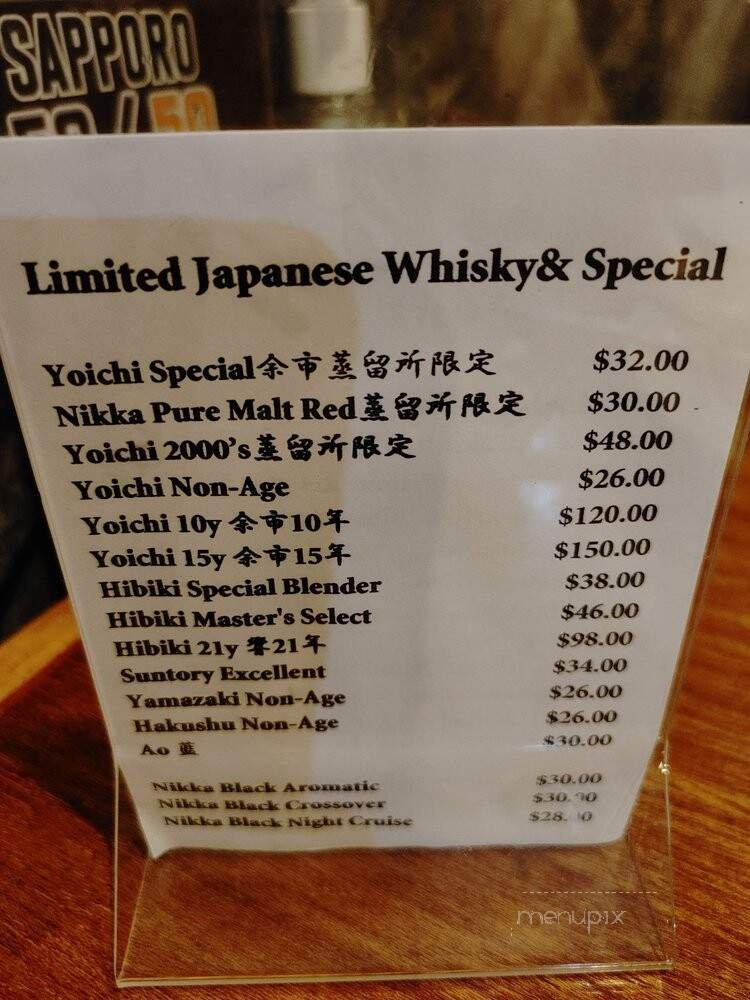 SAPPORO
50 / 50
Limited Japanese Whisky& Special
Yoichi Special余市蒸留所限定 $32.00
Nikka Pure Malt Red蒸留所限定 $30.00
Yoichi 2000's蒸留所限定 $48.00
Yoichi Non-Age $26.00
Yoichi 10y 余市10年 $120.00
Yoichi 15y 余市15年 $150.00
Hibiki Special Blender $38.00
Hibiki Master's Select $46.00
Hibiki 21y 響21年 $98.00
Suntory Excellent $34.00
Yamazaki Non-Age $26.00
Hakushu Non-Age $26.00
Ao $30.00
Nikka Black Aromatic $30.00
Nikka Black Crossover $30.00
Nikka Black Night Cruise $28.00
menupix